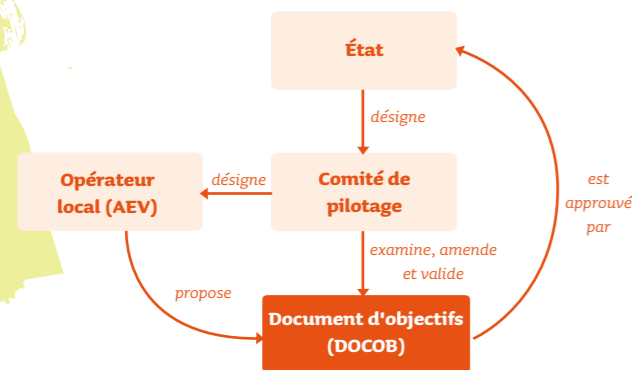 État
désigne
Opérateur
local (AEV)
désigne
Comité de
pilotage
est
approuvé
par
examine, amende
et valide
propose
Document d'objectifs
(DOCOB)